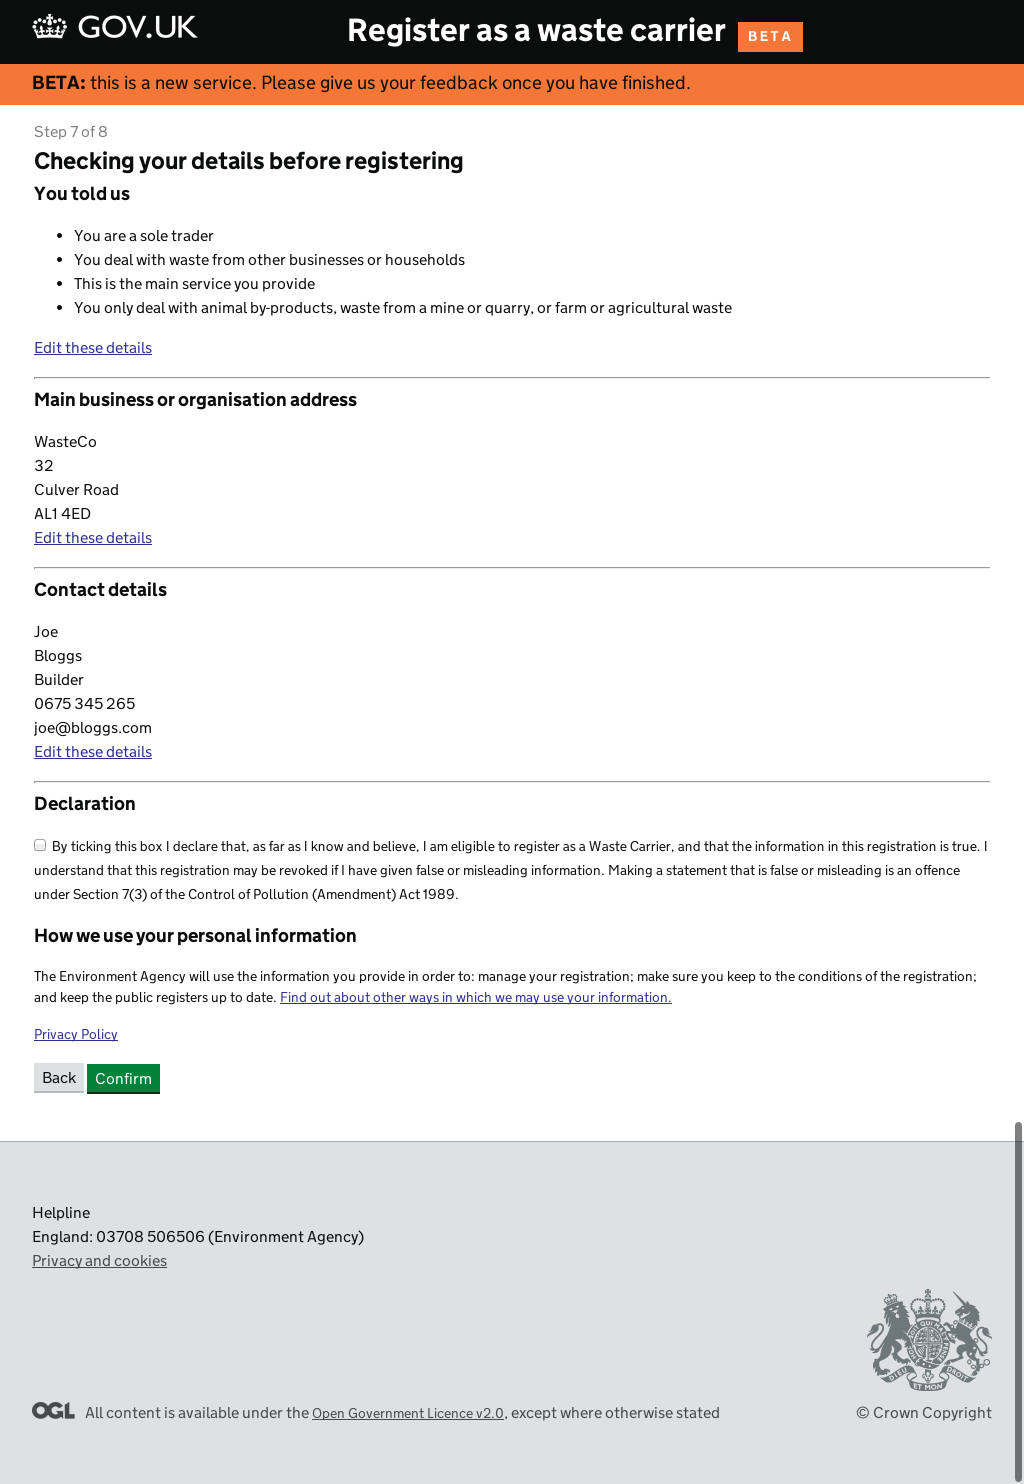 GOV.UK
Register as a waste carrier BETA
BETA: this is a new service. Please give us your feedback once you have finished.
Step 7 of 8
Checking your details before registering
You told us
• You are a sole trader
• You deal with waste from other businesses or households
• This is the main service you provide
• You only deal with animal by-products, waste from a mine or quarry, or farm or agricultural waste
Edit these details
Main business or organisation address
WasteCo
32
Culver Road
AL1 4ED
Edit these details
Contact details
Joe
Bloggs
Builder
0675 345 265
joe@bloggs.com
Edit these details
Declaration
By ticking this box I declare that, as far as I know and believe, I am eligible to register as a Waste Carrier, and that the information in this registration is true. I
understand that this registration may be revoked if I have given false or misleading information. Making a statement that is false or misleading is an offence
under Section 7(3) of the Control of Pollution (Amendment) Act 1989.
How we use your personal information
The Environment Agency will use the information you provide in order to: manage your registration; make sure you keep to the conditions of the registration;
and keep the public registers up to date. Find out about other ways in which we may use your information.
Privacy Policy
Back Confirm
Helpline
England: 03708 506506 (Environment Agency)
Privacy and cookies
DIEU ET MON DROIT
OGL All content is available under the Open Government Licence v2.0, except where otherwise stated
© Crown Copyright